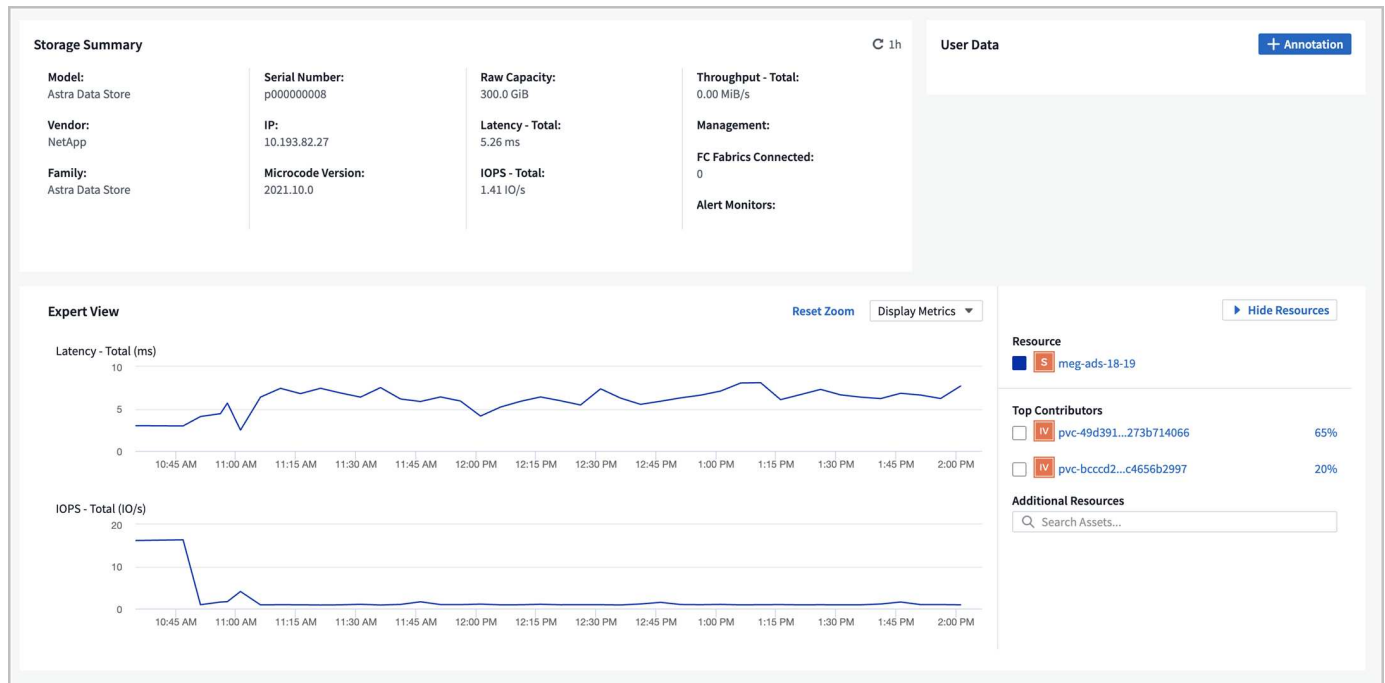 Storage Summary
1h
Model:
Astra Data Store
Vendor:
NetApp
Family:
Astra Data Store
Serial Number:
p000000008
IP:
10.193.82.27
Microcode Version:
2021.10.0
Raw Capacity:
300.0 GiB
Latency - Total:
5.26 ms
IOPS - Total:
1.41 IO/s
Throughput - Total:
0.00 MiB/s
Management:
FC Fabrics Connected:
0
Alert Monitors:
User Data
+ Annotation
Expert View
Reset Zoom
Display Metrics
Latency - Total (ms)
10
5
0
10:45 AM 11:00 AM 11:15 AM 11:30 AM 11:45 AM 12:00 PM 12:15 PM 12:30 PM 12:45 PM 1:00 PM 1:15 PM 1:30 PM 1:45 PM 2:00 PM
IOPS - Total (IO/s)
20
10
0
10:45 AM 11:00 AM 11:15 AM 11:30 AM 11:45 AM 12:00 PM 12:15 PM 12:30 PM 12:45 PM 1:00 PM 1:15 PM 1:30 PM 1:45 PM 2:00 PM
Hide Resources
Resource
S meg-ads-18-19
Top Contributors
IV pvc-49d391...273b714066 65%
IV pvc-bcccd2...c4656b2997 20%
Additional Resources
Search Assets...